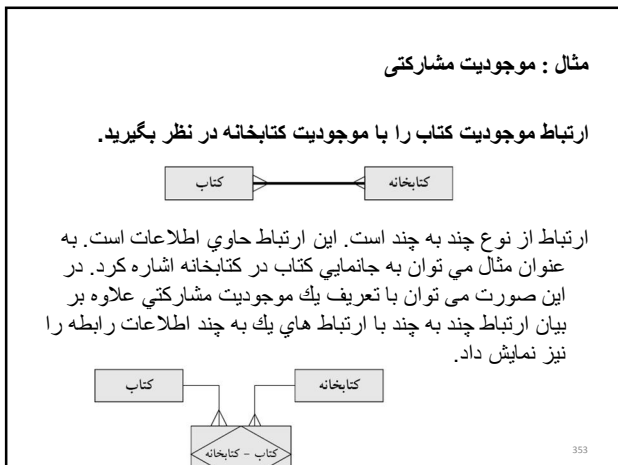 مثال : موجوديت مشاركتی
ارتباط موجوديت كتاب را با موجوديت كتابخانه در نظر بگيريد.
كتابخانه
كتاب
ارتباط از نوع چند به چند است. اين ارتباط حاوي اطلاعات است. به
عنوان مثال مي توان به جانمايي كتاب در كتابخانه اشاره كرد. در
اين صورت می توان با تعريف يك موجوديت مشاركتي علاوه بر
بيان ارتباط چند به چند با ارتباط هاي يك به چند اطلاعات رابطه را
نيز نمايش داد.
كتابخانه
كتاب
كتاب - كتابخانه
353